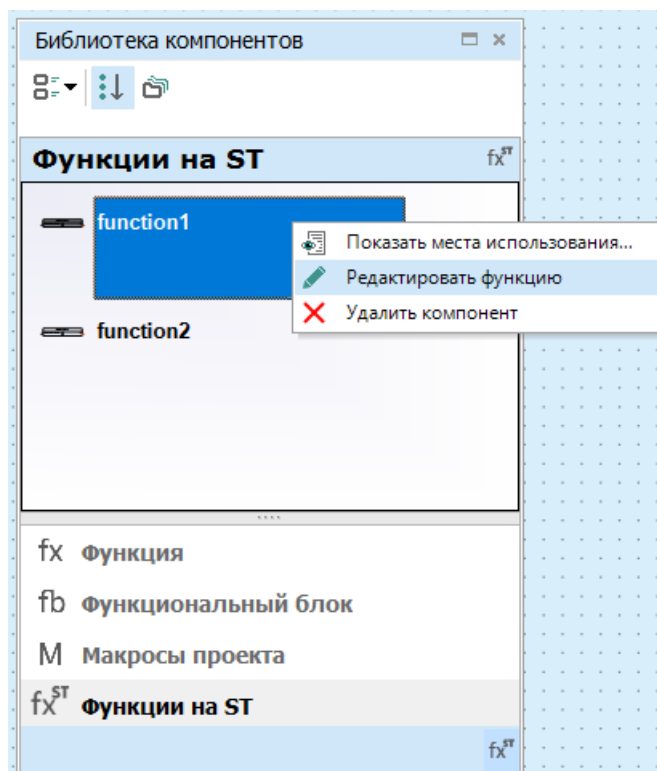 Библиотека компонентов
Функции на ST
fx ST
function1
Показать места использования...
Редактировать функцию
Удалить компонент
function2
fx Функция
fb Функциональный блок
M Макросы проекта
fx ST Функции на ST
fx ST